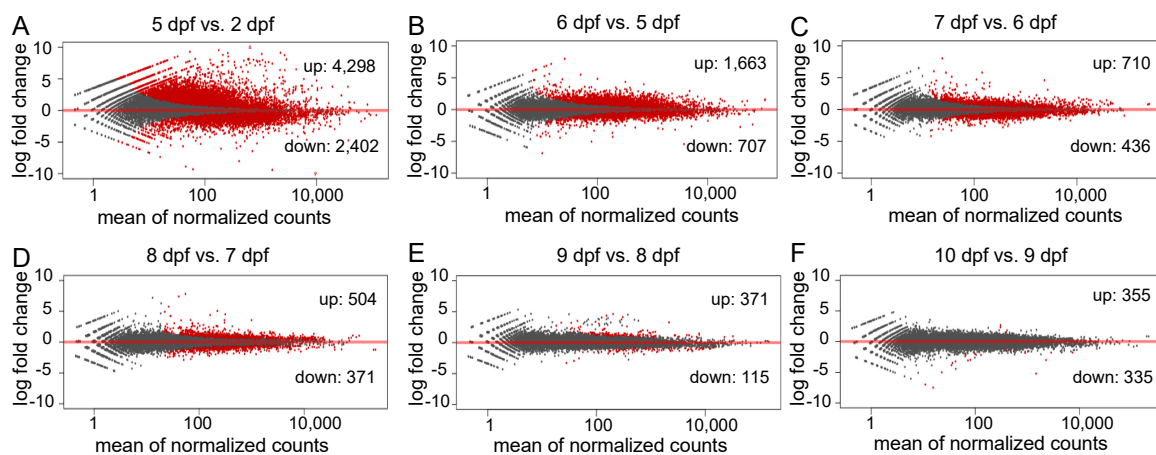 A
5 dpf vs. 2 dpf
log fold change
10
5
0
-5
-10
up: 4,298
down: 2,402
1
100
10,000
mean of normalized counts
B
6 dpf vs. 5 dpf
log fold change
10
5
0
-5
-10
up: 1,663
down: 707
1
100
10,000
mean of normalized counts
C
7 dpf vs. 6 dpf
log fold change
10
5
0
-5
-10
up: 710
down: 436
1
100
10,000
mean of normalized counts
D
8 dpf vs. 7 dpf
log fold change
10
5
0
-5
-10
up: 504
down: 371
1
100
10,000
mean of normalized counts
E
9 dpf vs. 8 dpf
log fold change
10
5
0
-5
-10
up: 371
down: 115
1
100
10,000
mean of normalized counts
F
10 dpf vs. 9 dpf
log fold change
10
5
0
-5
-10
up: 355
down: 335
1
100
10,000
mean of normalized counts